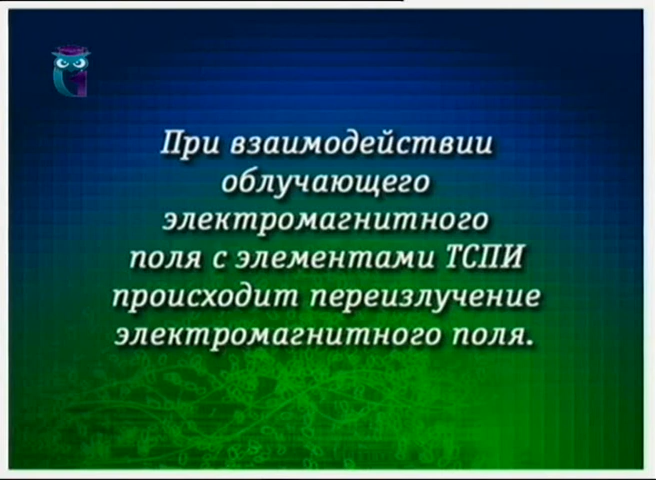 При взаимодействии
облучающего
электромагнитного
поля с элементами ТСПИ
происходит переизлучение
электромагнитного поля.